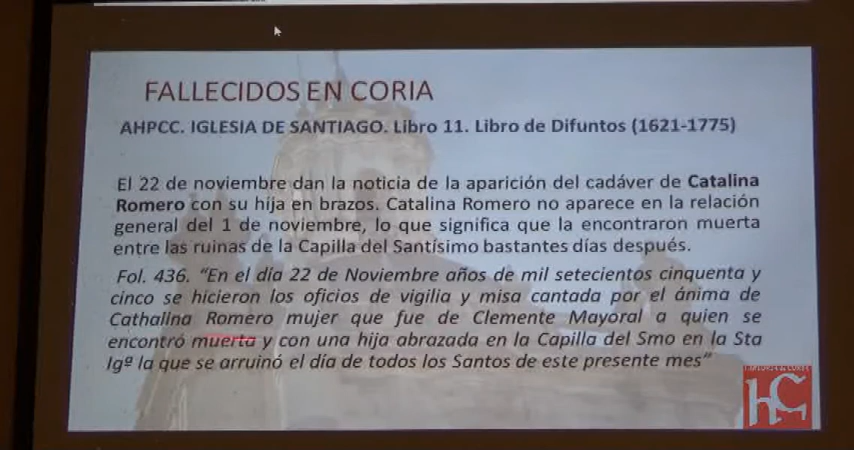 FALLECIDOS EN CORIA
AHPCC. IGLESIA DE SANTIAGO. Libro 11. Libro de Difuntos (1621-1775)
El 22 de noviembre dan la noticia de la aparición del cadáver de Catalina
Romero con su hija en brazos. Catalina Romero no aparece en la relación
general del 1 de noviembre, lo que significa que la encontraron muerta
entre las ruinas de la Capilla del Santísimo bastantes días después.
Fol. 436. “En el día 22 de Noviembre años de mil setecientos cinquenta y
cinco se hicieron los oficios de vigilia y misa cantada por el ánima de
Cathalina Romero mujer que fue de Clemente Mayoral a quien se
encontró muerta y con una hija abrazada en la Capilla del Smo en la Sta
Igª la que se arruinó el día de todos los Santos de este presente mes”
HC